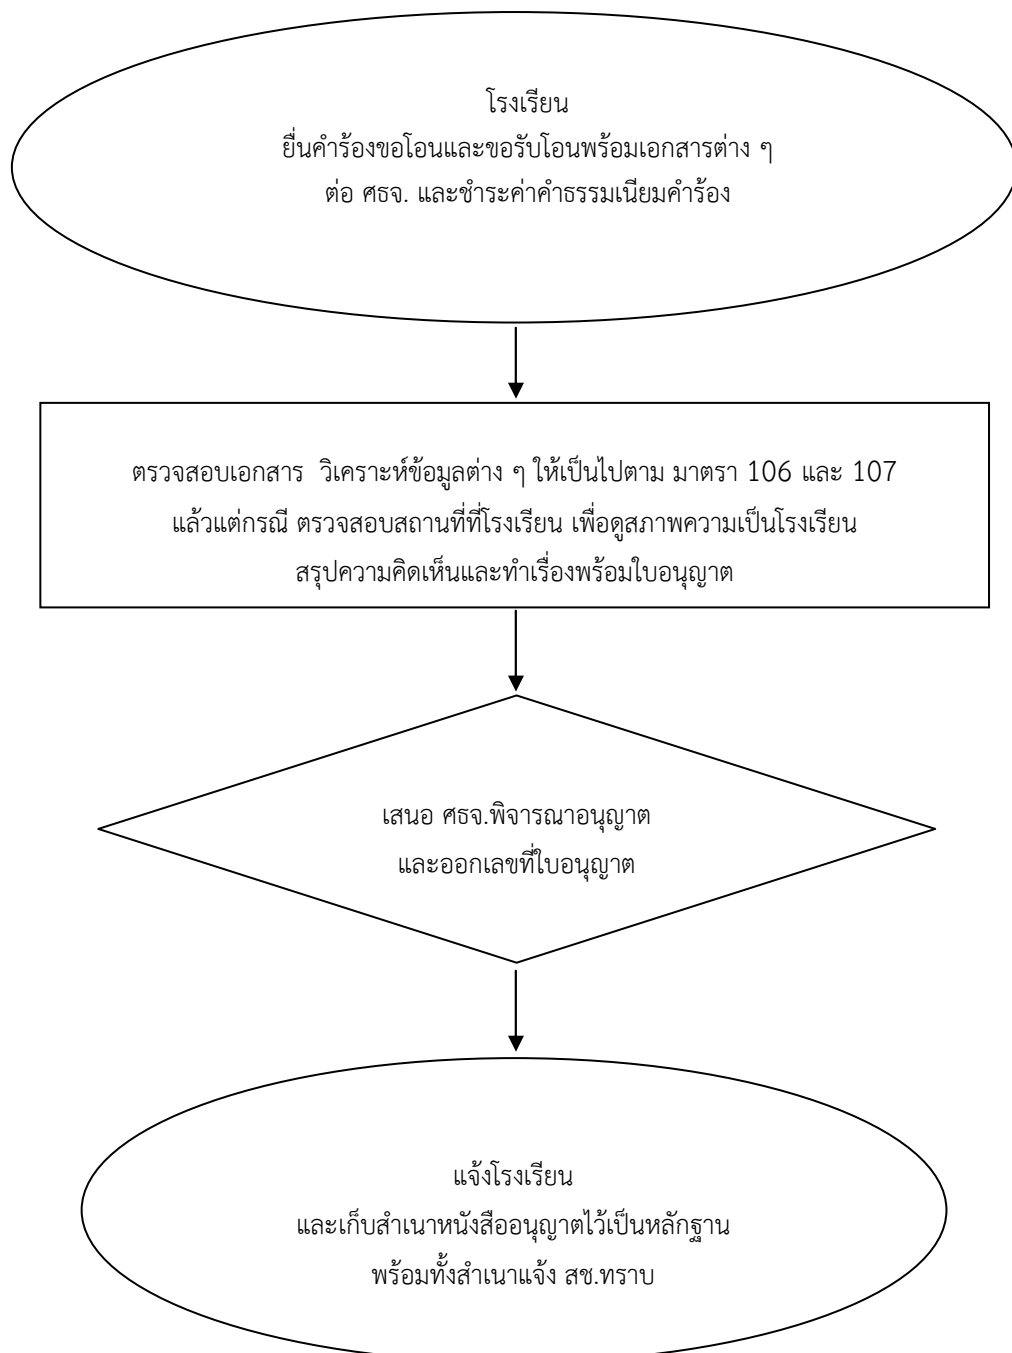 โรงเรียน
ยื่นคำร้องขอโอนและขอรับโอนพร้อมเอกสารต่าง ๆ
ต่อ ศธจ. และชำระค่าคำธรรมเนียมคำร้อง
ตรวจสอบเอกสาร วิเคราะห์ข้อมูลต่าง ๆ ให้เป็นไปตาม มาตรา 106 และ 107
แล้วแต่กรณี ตรวจสอบสถานที่ที่โรงเรียน เพื่อดูสภาพความเป็นโรงเรียน
สรุปความคิดเห็นและทำเรื่องพร้อมใบอนุญาต
เสนอ ศธจ.พิจารณาอนุญาต
และออกเลขที่ใบอนุญาต
แจ้งโรงเรียน
และเก็บสำเนาหนังสืออนุญาตไว้เป็นหลักฐาน
พร้อมทั้งสำเนาแจ้ง สช.ทราบ